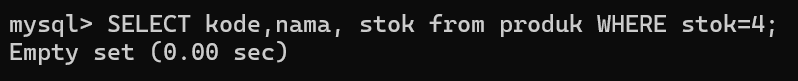 mysql> SELECT kode,nama, stok from produk WHERE stok=4;
Empty set (0.00 sec)